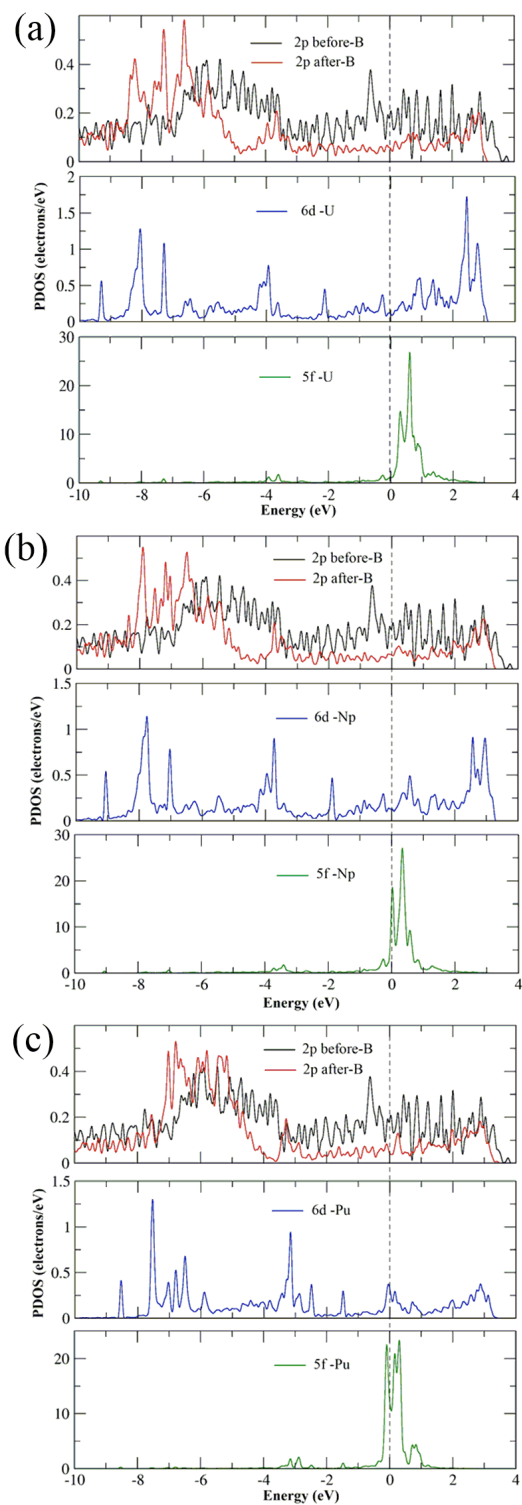 (a)
2p before-B
2p after-B
0.4
0.2
0
2
1.5
1
0.5
0
6d -U
PDOS (electrons/eV)
30
20
10
0
5f -U
-10 -8 -6 -4 -2 0 2 4
Energy (eV)
(b)
2p before-B
2p after-B
0.4
0.2
0
1.5
1
0.5
0
6d -Np
PDOS (electrons/eV)
30
20
10
0
5f -Np
-10 -8 -6 -4 -2 0 2 4
Energy (eV)
(c)
2p before-B
2p after-B
0.4
0.2
0
1.5
1
0.5
0
6d -Pu
PDOS (electrons/eV)
20
10
0
5f -Pu
-10 -8 -6 -4 -2 0 2 4
Energy (eV)